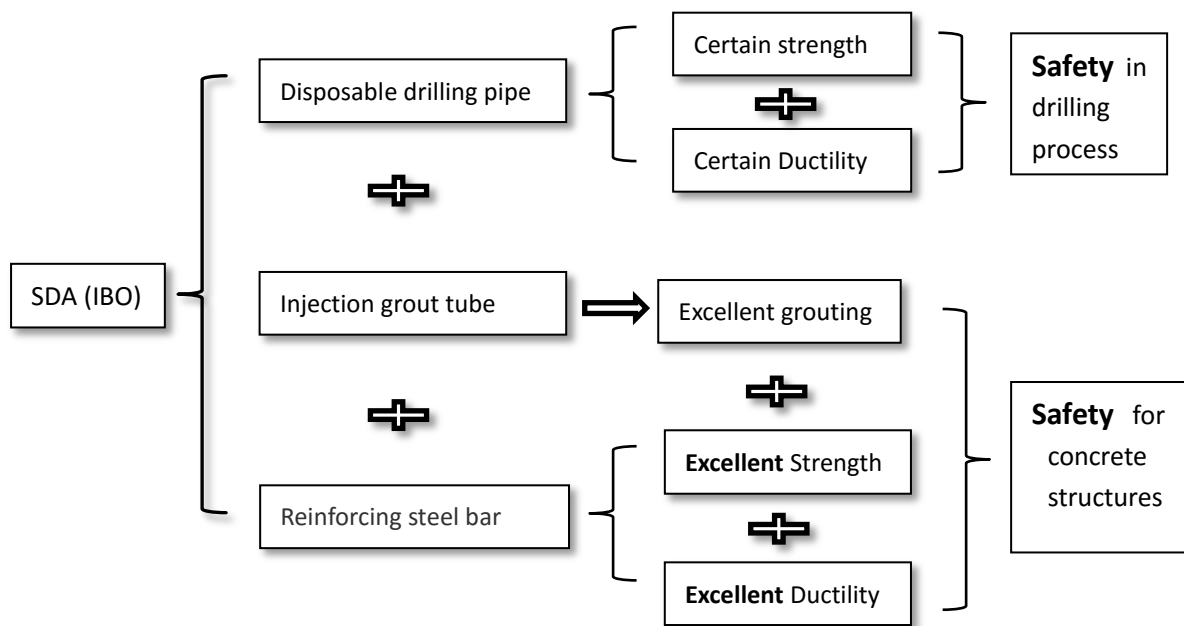 SDA (IBO)
Disposable drilling pipe
Injection grout tube
Reinforcing steel bar
Certain strength
Certain Ductility
Excellent grouting
Excellent Strength
Excellent Ductility
Safety in
drilling
process
Safety for
concrete
structures